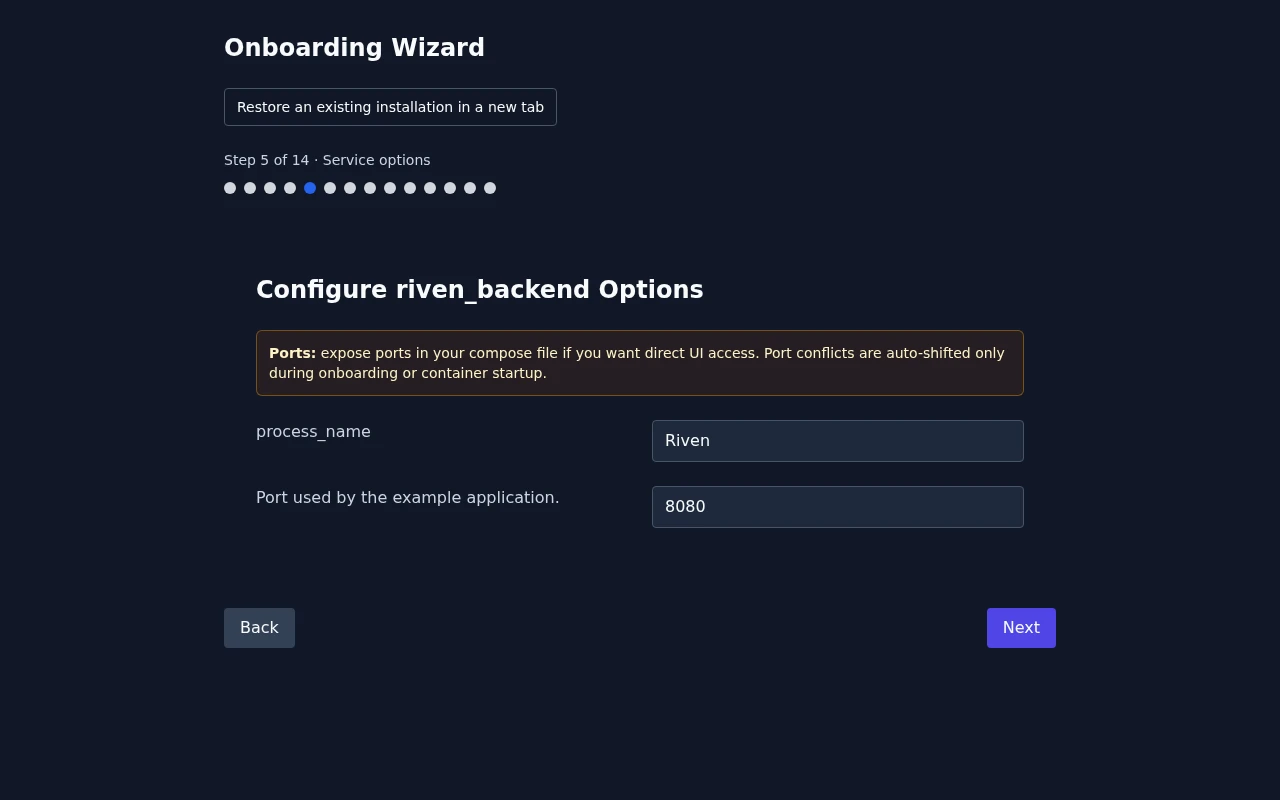 Onboarding Wizard
Restore an existing installation in a new tab
Step 5 of 14 · Service options
Configure riven_backend Options
Ports: expose ports in your compose file if you want direct UI access. Port conflicts are auto-shifted only
during onboarding or container startup.
process_name
Riven
Port used by the example application.
8080
Back
Next